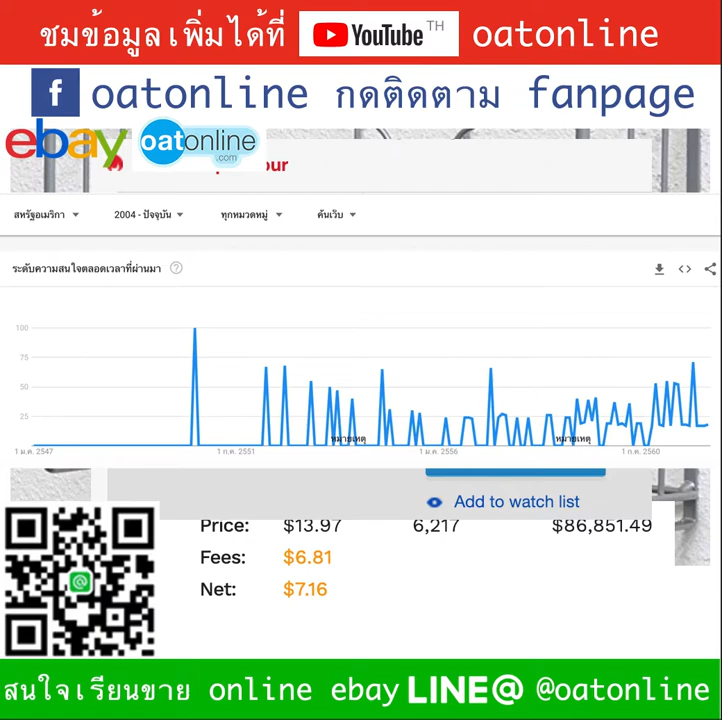 ชมข้อมูลเพิ่มได้ที่ YouTube TH oatonline
f oatonline กดติดตาม fanpage
ebay oatonline .com
our
สหรัฐอเมริกา 2004 - ปัจจุบัน ทุกหมวดหมู่ ค้นเว็บ
ระดับความสนใจตลอดเวลาที่ผ่านมา ?
100
75
50
25
หมายเหตุ หมายเหตุ
1 ม.ค. 2547 1 ก.ค. 2551 1 ม.ค. 2556 1 ก.ค. 2560
Add to watch list
Price: $13.97 6,217 $86,851.49
Fees: $6.81
Net: $7.16
สนใจเรียนขาย online ebay LINE@ @oatonline